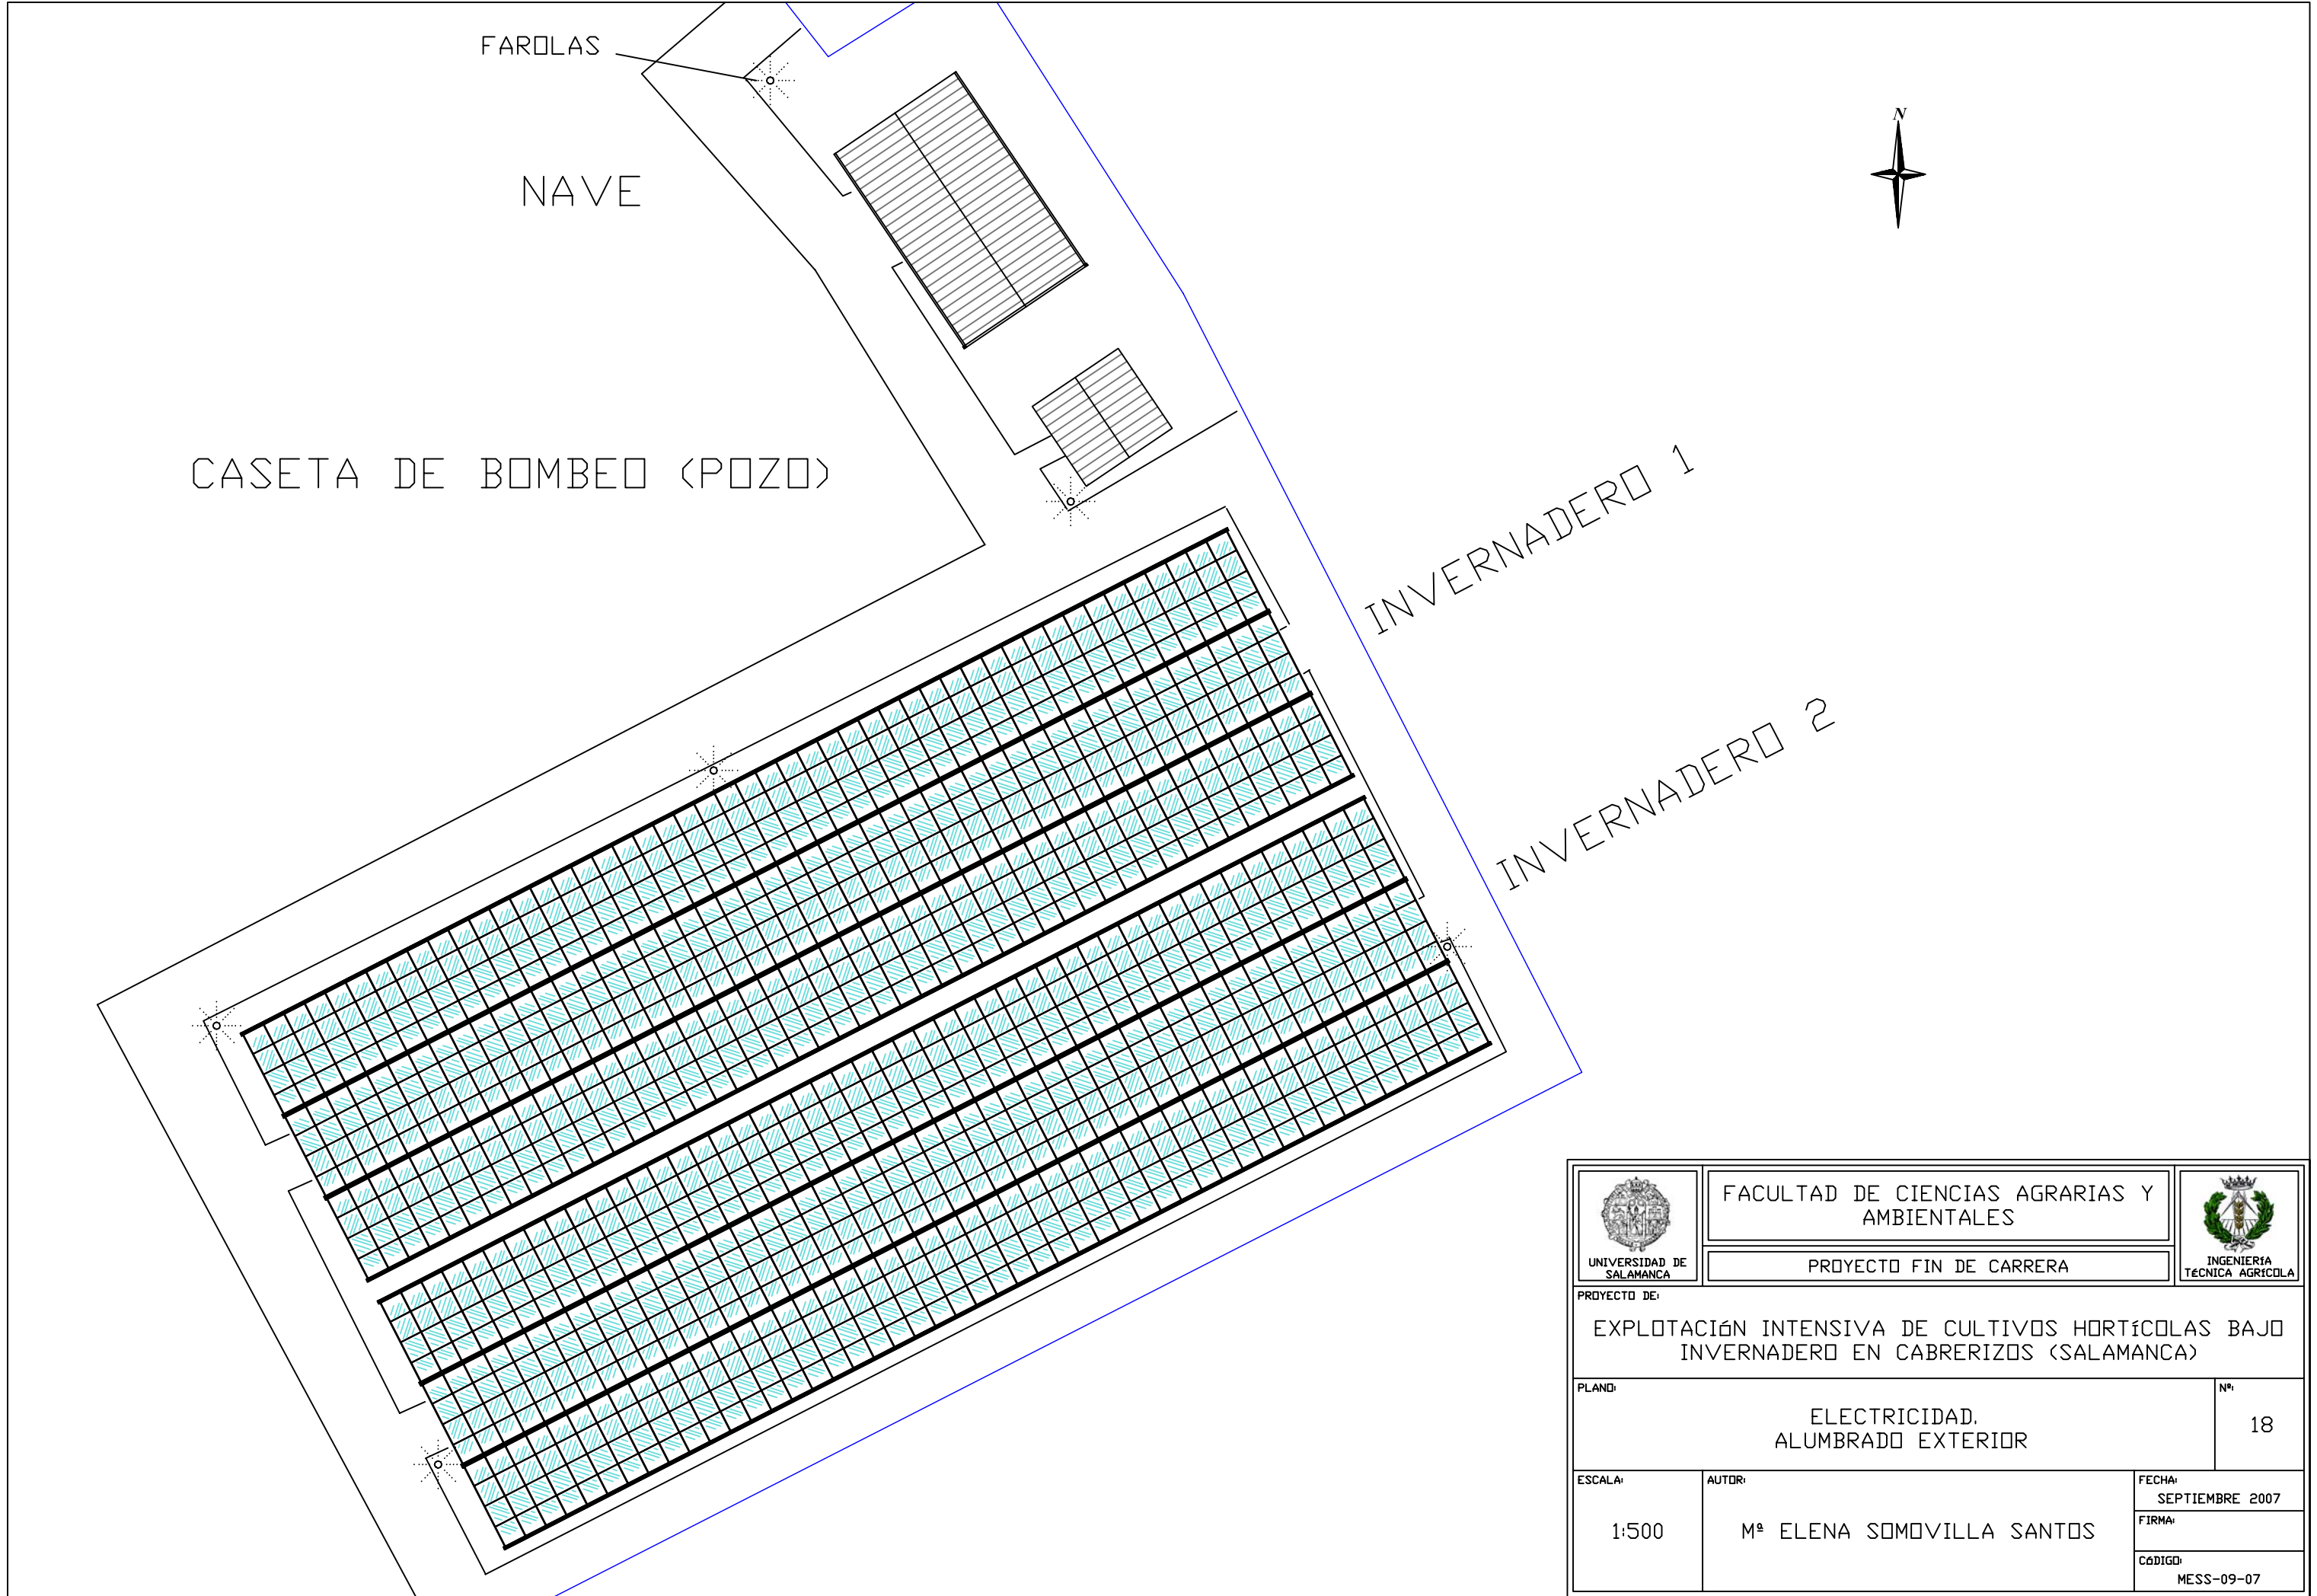 FAROLAS
N
NAVE
CASETA DE BOMBEO (POZO)
INVERNADERO 1
INVERNADERO 2
UNIVERSIDAD DE
SALAMANCA
FACULTAD DE CIENCIAS AGRARIAS Y
AMBIENTALES
PROYECTO FIN DE CARRERA
INGENIERíA
TéCNICA AGRíCOLA
PROYECTO DE:
EXPLOTACIóN INTENSIVA DE CULTIVOS HORTíCOLAS BAJO
INVERNADERO EN CABRERIZOS (SALAMANCA)
PLANO:
ELECTRICIDAD.
ALUMBRADO EXTERIOR
Nº:
18
ESCALA:
1:500
AUTOR:
Mª ELENA SOMOVILLA SANTOS
FECHA:
SEPTIEMBRE 2007
FIRMA:
CóDIGO:
MESS-09-07